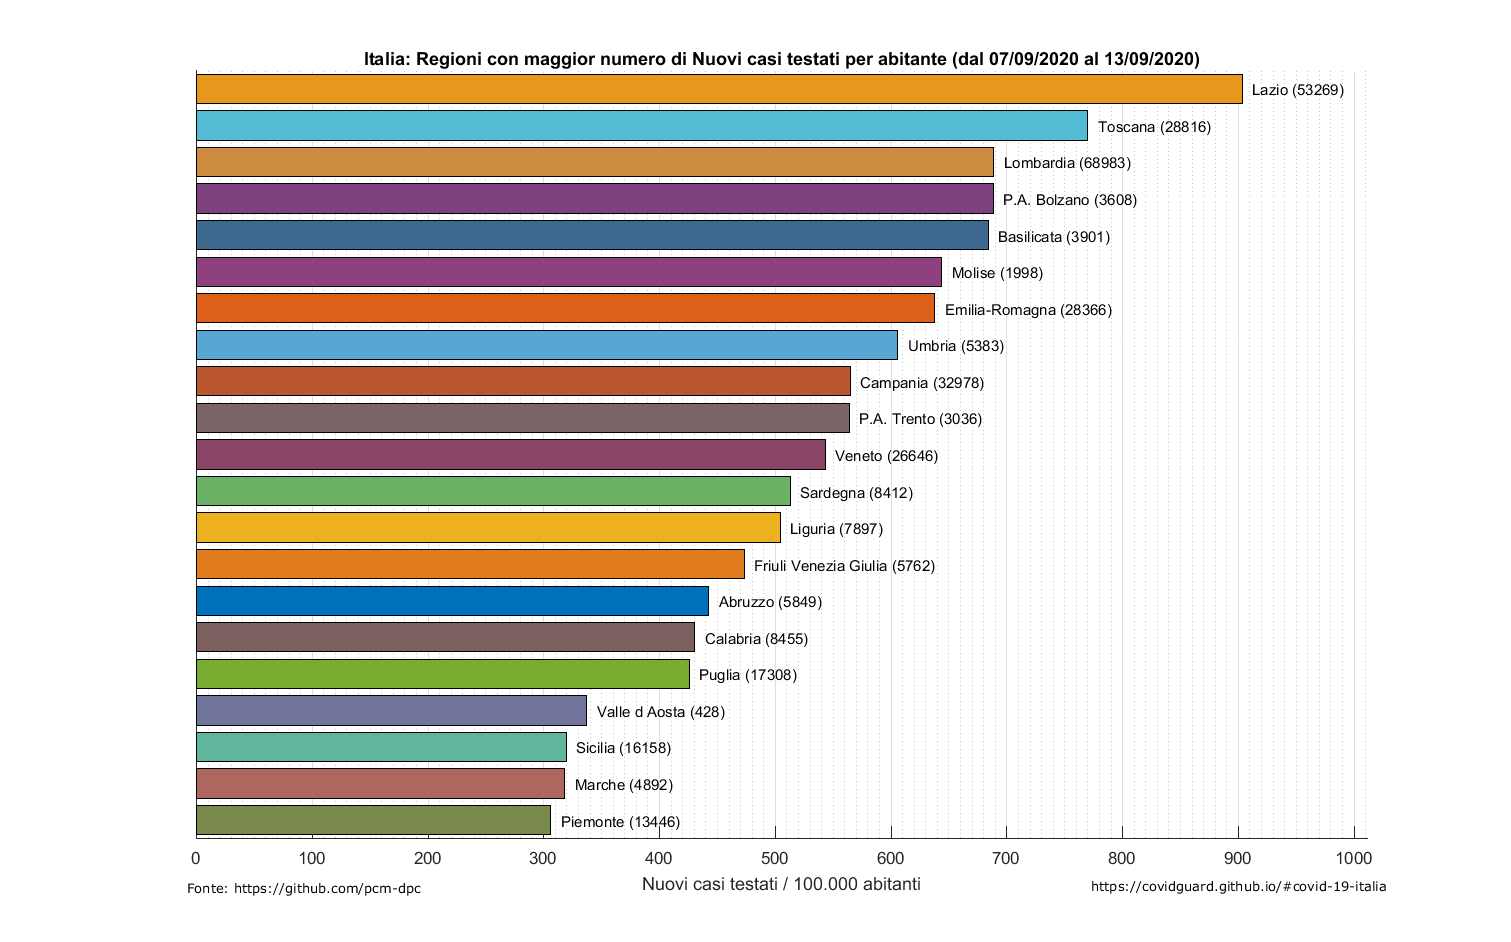 Italia: Regioni con maggior numero di Nuovi casi testati per abitante (dal 07/09/2020 al 13/09/2020)
Lazio (53269)
Toscana (28816)
Lombardia (68983)
P.A. Bolzano (3608)
Basilicata (3901)
Molise (1998)
Emilia-Romagna (28366)
Umbria (5383)
Campania (32978)
P.A. Trento (3036)
Veneto (26646)
Sardegna (8412)
Liguria (7897)
Friuli Venezia Giulia (5762)
Abruzzo (5849)
Calabria (8455)
Puglia (17308)
Valle d Aosta (428)
Sicilia (16158)
Marche (4892)
Piemonte (13446)
0 100 200 300 400 500 600 700 800 900 1000
Nuovi casi testati / 100.000 abitanti
Fonte: https://github.com/pcm-dpc
https://covidguard.github.io/#covid-19-italia